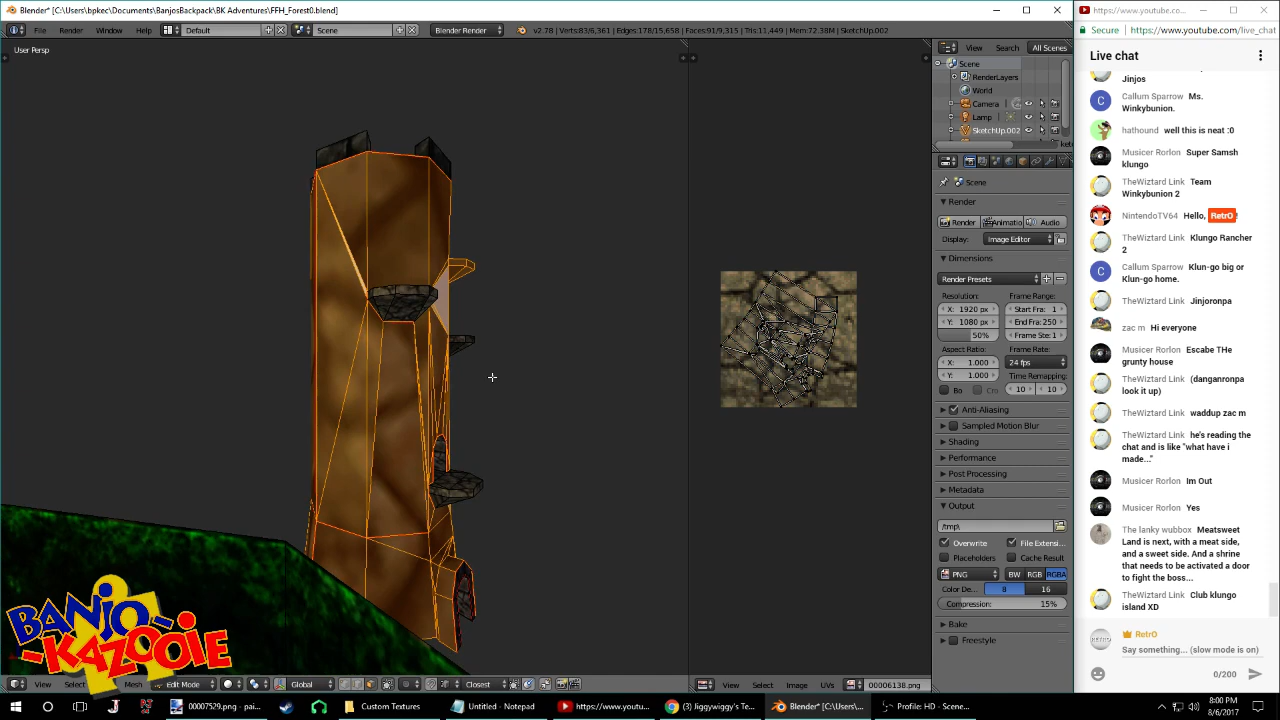 Blender* [C:\Users\bpkec\Documents\BanjosBackpack\BK Adventures\FFH_Forest0.blend]
File Render Window Help Default Scene Blender Render v2.78 | Verts:83/6,361 | Edges:178/15,658 | Faces:91/9,315 | Tris:11,449 | Mem:72.38M | SketchUp.002
User Persp
View Search All Scenes
Scene
RenderLayers
World
Camera
Lamp
SketchUp.002
Scene
Render
Render Animatio Audio
Display: Image Editor
Dimensions
Render Presets
Resolution: Frame Range:
X: 1920 px Start Fra: 1
Y: 1080 px End Fra: 250
50% Frame Ste: 1
Aspect Ratio: Frame Rate:
X: 1.000 24 fps
Y: 1.000 Time Remapping:
Bo Cro 10 10
Anti-Aliasing
Sampled Motion Blur
Shading
Performance
Post Processing
Metadata
Output
/tmp\
Overwrite File Extensi...
Placeholders Cache Result
PNG BW RGB RGBA
Color De... 8 16
Compression: 15%
Bake
Freestyle
BANJO-
KAZOOIE
View Select Mesh Edit Mode Global Closest
View Select Image UVs 00006138.png
https://www.youtube.co...
Secure https://www.youtube.com/live_chat
Live chat
Jinjos
C Callum Sparrow Ms.
Winkybunion.
hathound well this is neat :0
Musicer Rorlon Super Samsh
klungo
TheWiztard Link Team
Winkybunion 2
NintendoTV64 Hello, RetrO
TheWiztard Link Klungo Rancher
2
C Callum Sparrow Klun-go big or
Klun-go home.
TheWiztard Link Jinjoronpa
zac m Hi everyone
Musicer Rorlon Escabe THe
grunty house
TheWiztard Link (danganronpa
look it up)
TheWiztard Link waddup zac m
TheWiztard Link he's reading the
chat and is like "what have i
made..."
Musicer Rorlon Im Out
Musicer Rorlon Yes
The lanky wubbox Meatsweet
Land is next, with a meat side,
and a sweet side. And a shrine
that needs to be activated a door
to fight the boss...
TheWiztard Link Club klungo
island XD
RetrO
Say something... (slow mode is on)
0/200
00007529.png - pai... Custom Textures Untitled - Notepad https://www.youtu... (3) Jiggywiggy's Te... Blender* [C:\Users\... Profile: HD - Scene...
8:00 PM
8/6/2017